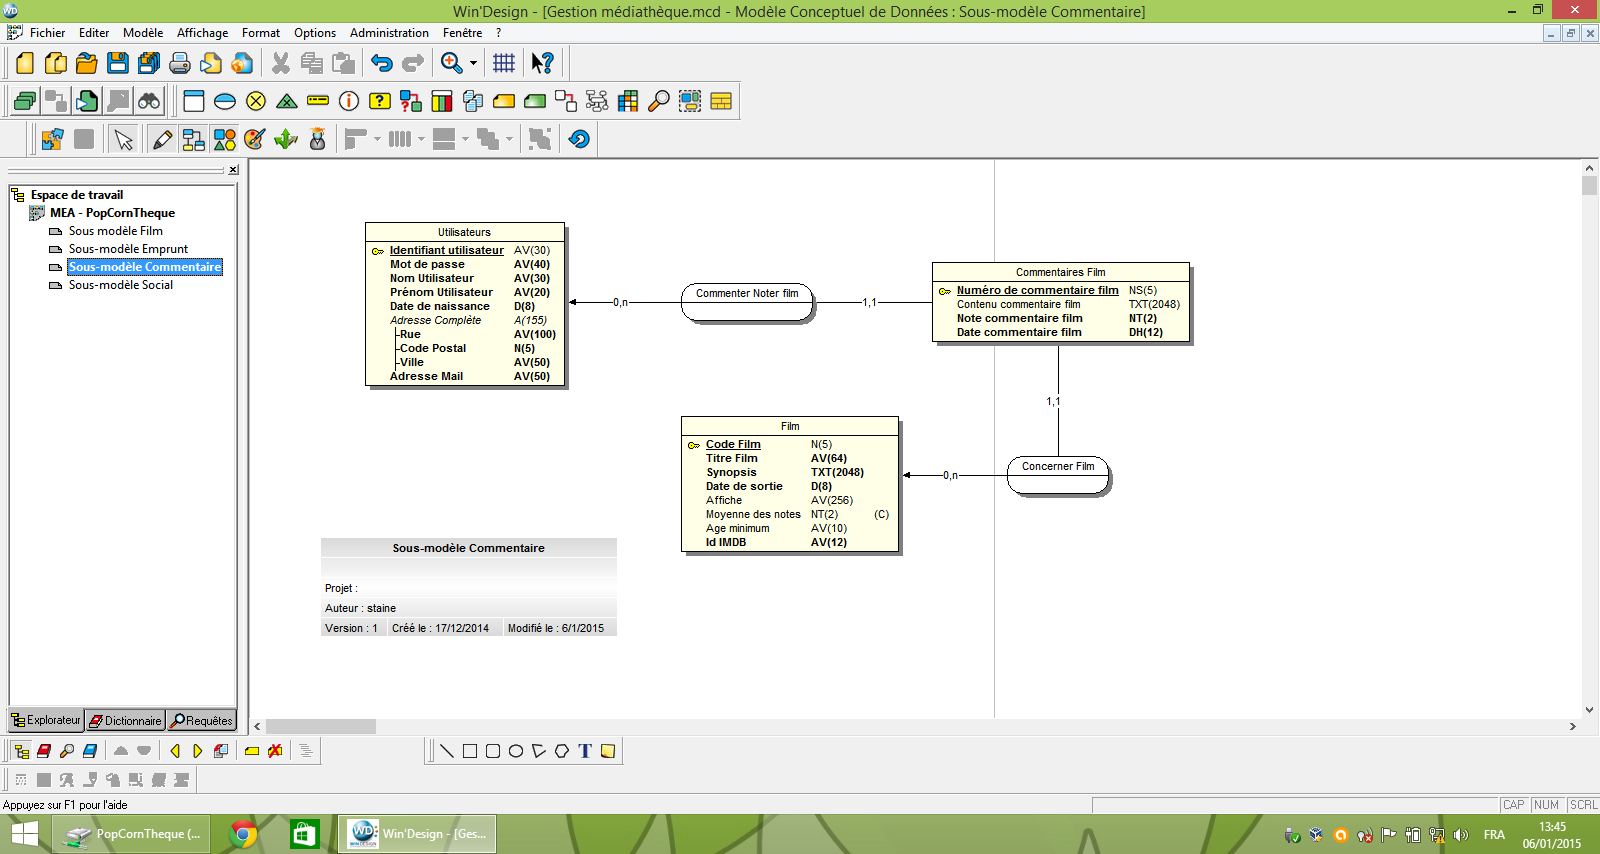 Win'Design - [Gestion médiathèque.mcd - Modèle Conceptuel de Données : Sous-modèle Commentaire]
Fichier Editer Modèle Affichage Format Options Administration Fenêtre ?
Espace de travail
MEA - PopCornTheque
Sous modèle Film
Sous-modèle Emprunt
Sous-modèle Commentaire
Sous-modèle Social
Utilisateurs
Identifiant utilisateur AV(30)
Mot de passe AV(40)
Nom Utilisateur AV(30)
Prénom Utilisateur AV(20)
Date de naissance D(8)
Adresse Complète A(155)
Rue AV(100)
Code Postal N(5)
Ville AV(50)
Adresse Mail AV(50)
0,n
Commenter Noter film
1,1
Commentaires Film
Numéro de commentaire film NS(5)
Contenu commentaire film TXT(2048)
Note commentaire film NT(2)
Date commentaire film DH(12)
1,1
Concerner Film
0,n
Film
Code Film N(5)
Titre Film AV(64)
Synopsis TXT(2048)
Date de sortie D(8)
Affiche AV(256)
Moyenne des notes NT(2) (C)
Age minimum AV(10)
Id IMDB AV(12)
Sous-modèle Commentaire
Projet :
Auteur : staine
Version : 1 Créé le : 17/12/2014 Modifié le : 6/1/2015
Explorateur Dictionnaire Requêtes
T
Appuyez sur F1 pour l'aide
CAP NUM SCRL
PopCornTheque (...
WD
WIN'DESIGN
Win'Design - [Ges...
FRA
13:45
06/01/2015